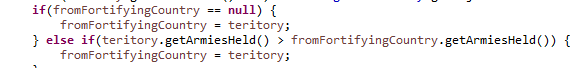 if(fromFortifyingCountry == null) {
fromFortifyingCountry = teritory;
} else if(teritory.getArmiesHeld() > fromFortifyingCountry.getArmiesHeld()) {
fromFortifyingCountry = teritory;